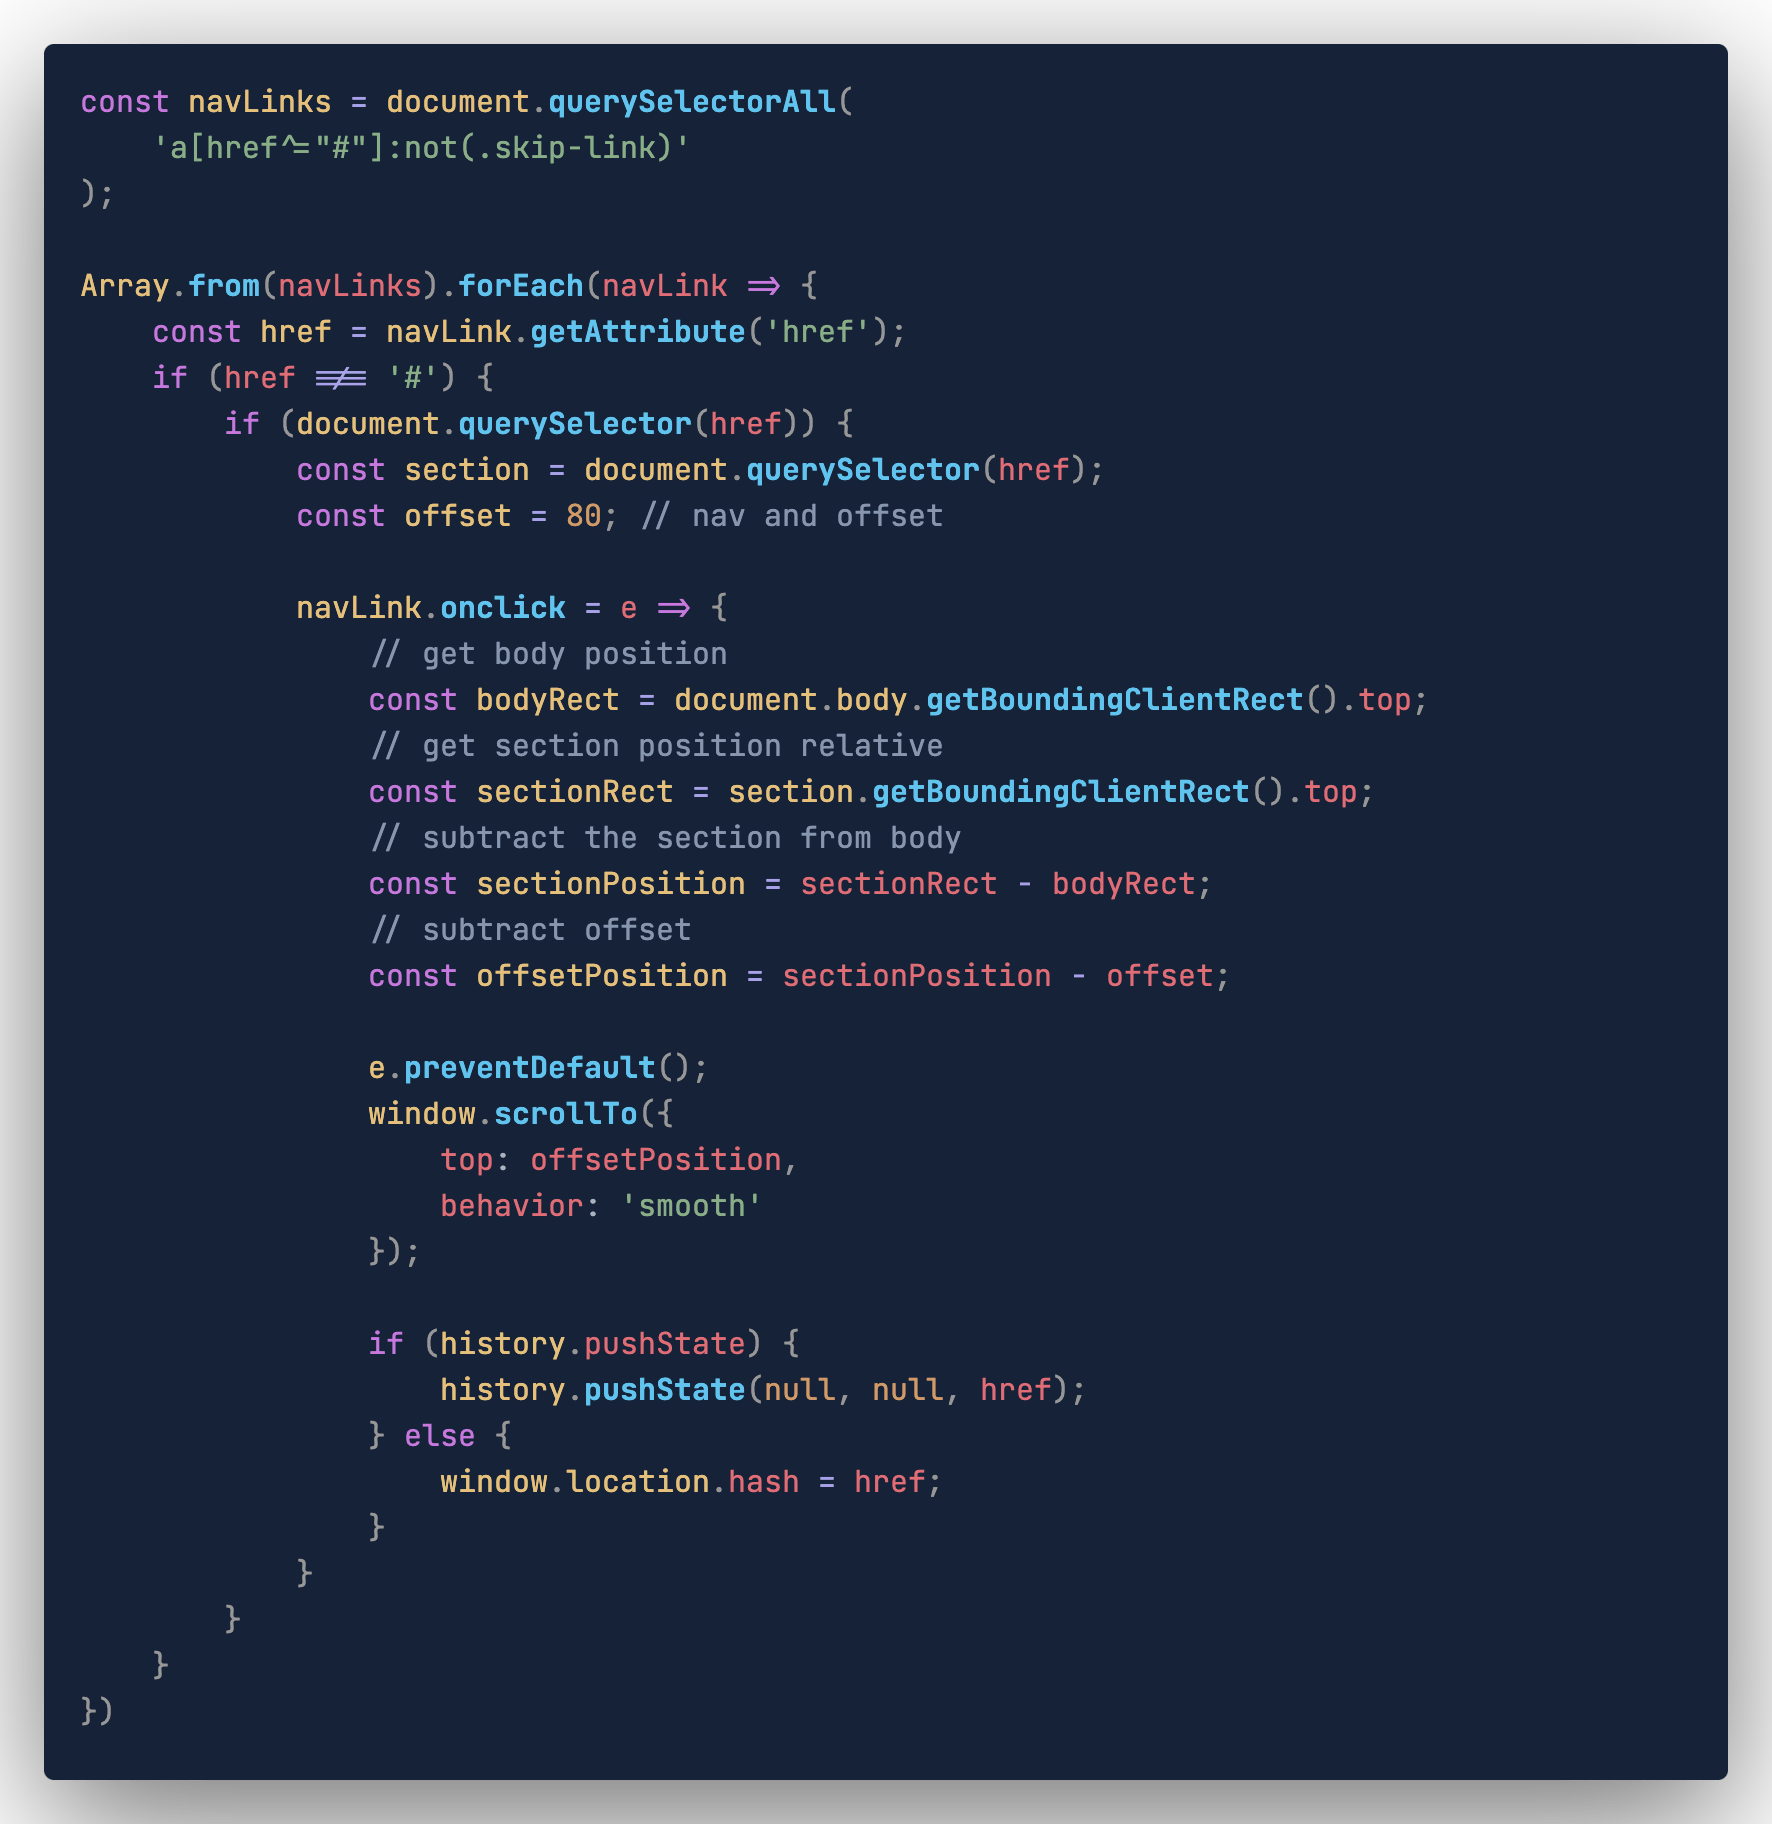 const navLinks = document.querySelectorAll(
    'a[href^="#"]:not(.skip-link)'
);

Array.from(navLinks).forEach(navLink => {
    const href = navLink.getAttribute('href');
    if (href !== '#') {
        if (document.querySelector(href)) {
            const section = document.querySelector(href);
            const offset = 80; // nav and offset

            navLink.onclick = e => {
                // get body position
                const bodyRect = document.body.getBoundingClientRect().top;
                // get section position relative
                const sectionRect = section.getBoundingClientRect().top;
                // subtract the section from body
                const sectionPosition = sectionRect - bodyRect;
                // subtract offset
                const offsetPosition = sectionPosition - offset;

                e.preventDefault();
                window.scrollTo({
                    top: offsetPosition,
                    behavior: 'smooth'
                });

                if (history.pushState) {
                    history.pushState(null, null, href);
                } else {
                    window.location.hash = href;
                }
            }
        }
    }
})